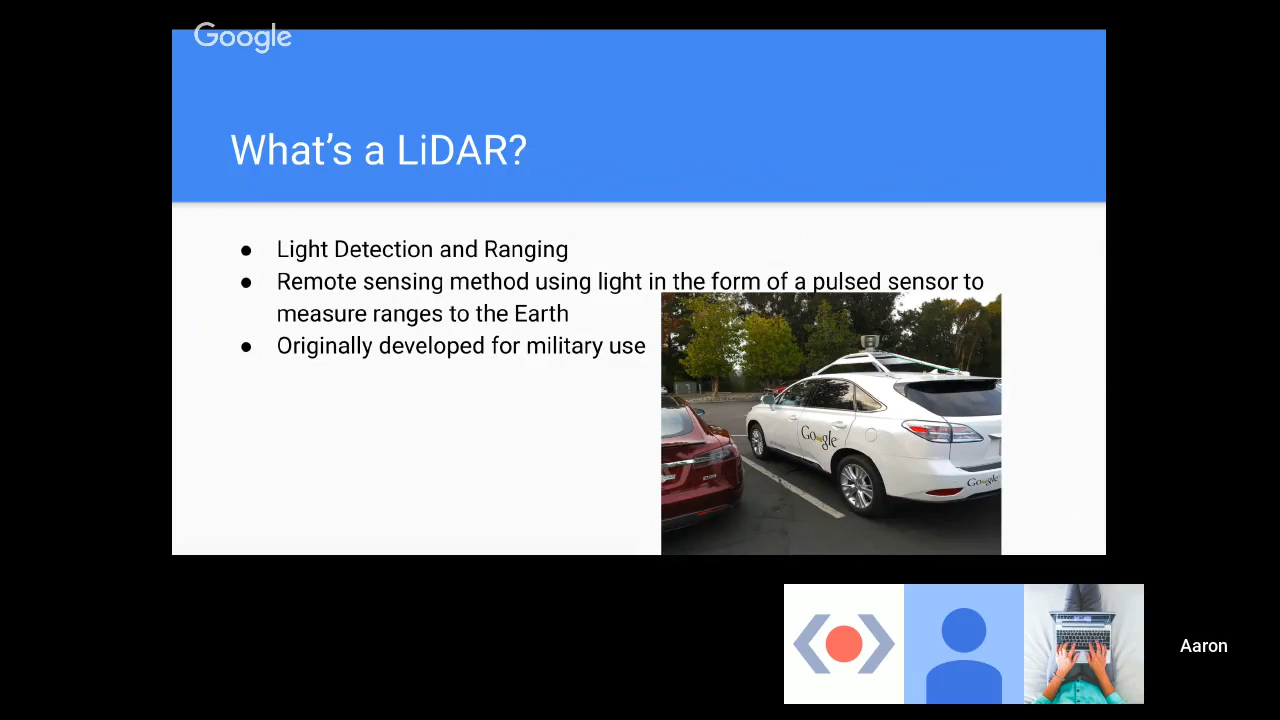 Google
What's a LiDAR?
● Light Detection and Ranging
● Remote sensing method using light in the form of a pulsed sensor to
measure ranges to the Earth
● Originally developed for military use
Google
Google
Aaron